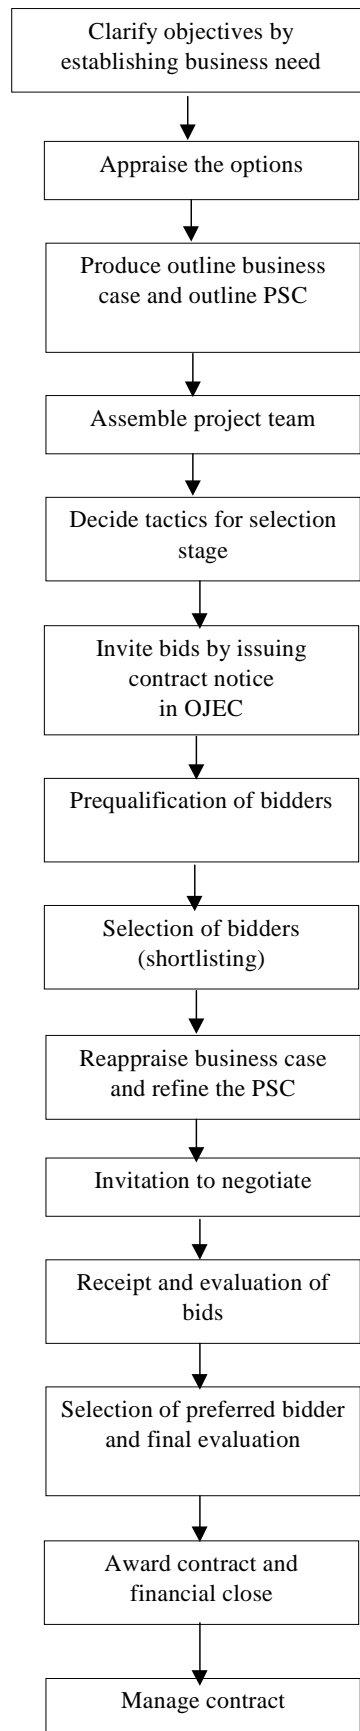 Clarify objectives by
establishing business need
Appraise the options
Produce outline business
case and outline PSC
Assemble project team
Decide tactics for selection
stage
Invite bids by issuing
contract notice
in OJEC
Prequalification of bidders
Selection of bidders
(shortlisting)
Reappraise business case
and refine the PSC
Invitation to negotiate
Receipt and evaluation of
bids
Selection of preferred bidder
and final evaluation
Award contract and
financial close
Manage contract